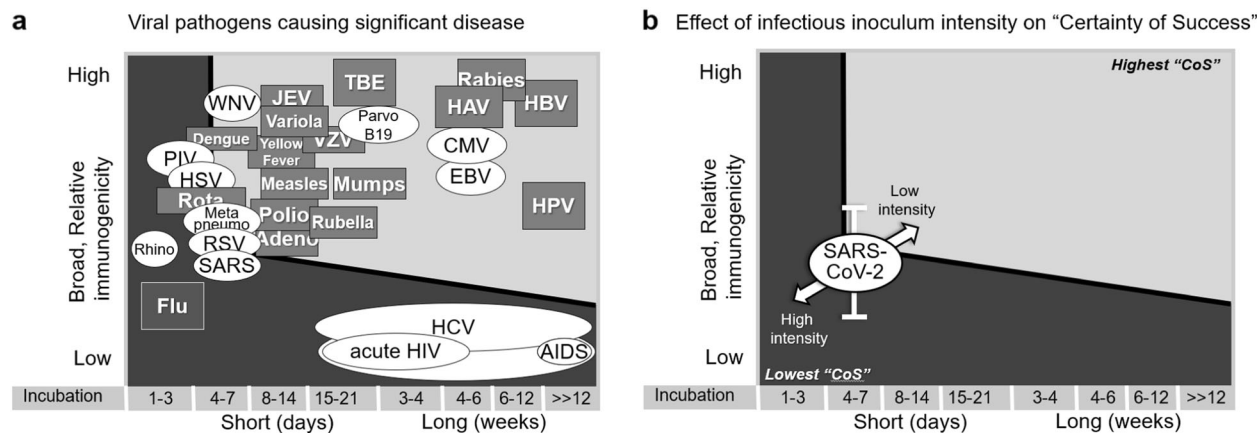 a Viral pathogens causing significant disease
High
Broad, Relative
immunogenicity
Low
WNV
JEV
TBE
Rabies
HBV
HAV
Variola
Parvo
B19
Dengue
Yellow
Fever
VZV
CMV
PIV
HSV
EBV
Measles
Mumps
Rota
HPV
Meta
pneumo
Polio
Rubella
Rhino
RSV
Adeno
SARS
Flu
HCV
acute HIV
AIDS
Incubation 1-3 4-7 8-14 15-21 3-4 4-6 6-12 >>12
Short (days) Long (weeks)
b Effect of infectious inoculum intensity on “Certainty of Success”
High
Broad, Relative
immunogenicity
Low
Highest “CoS”
Low
intensity
SARS-
CoV-2
High
intensity
Lowest “CoS”
Incubation 1-3 4-7 8-14 15-21 3-4 4-6 6-12 >>12
Short (days) Long (weeks)